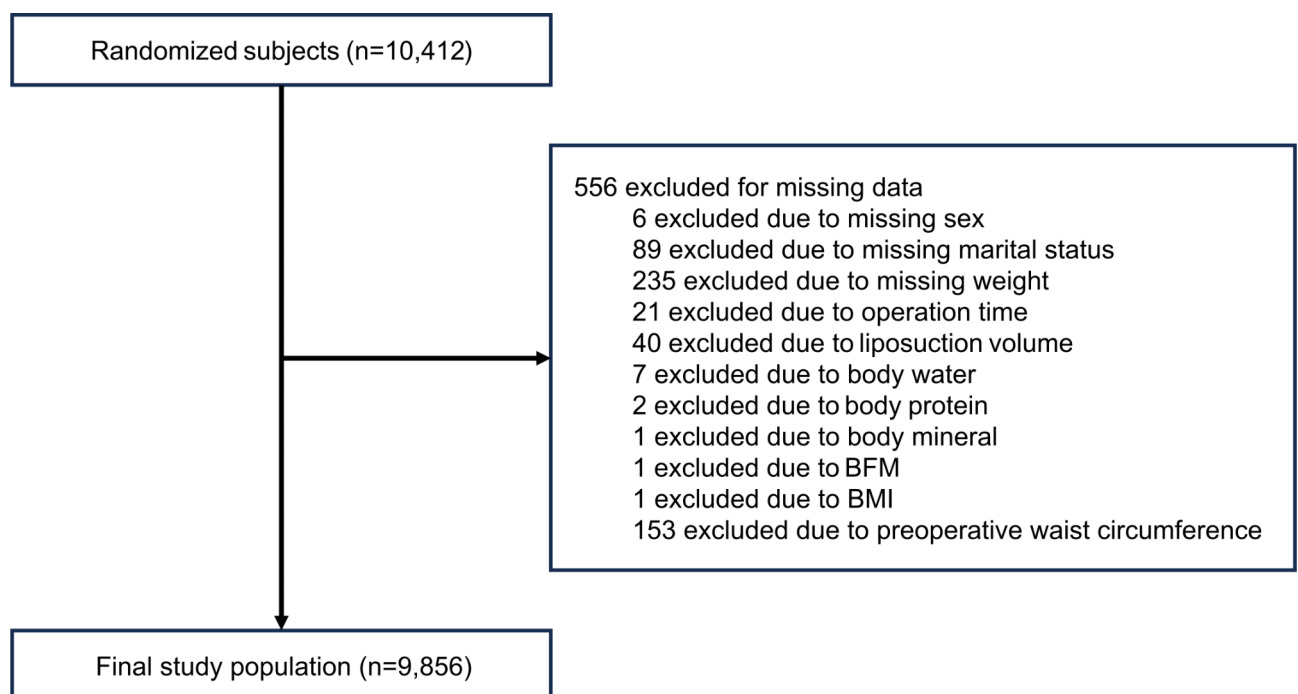 Randomized subjects (n=10,412)
556 excluded for missing data
6 excluded due to missing sex
89 excluded due to missing marital status
235 excluded due to missing weight
21 excluded due to operation time
40 excluded due to liposuction volume
7 excluded due to body water
2 excluded due to body protein
1 excluded due to body mineral
1 excluded due to BFM
1 excluded due to BMI
153 excluded due to preoperative waist circumference
Final study population (n=9,856)